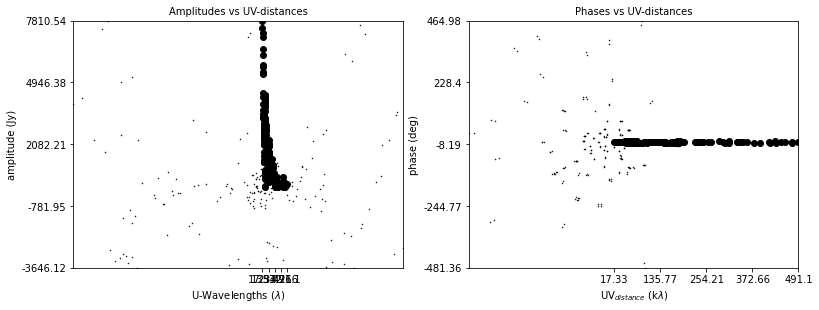 Amplitudes vs UV-distances
7810.54
4946.38
2082.21
-781.95
-3646.12
amplitude (Jy)
U-Wavelengths (λ)
Phases vs UV-distances
464.98
228.4
-8.19
-244.77
-481.36
phase (deg)
17.33 135.77 254.21 372.66 491.1
UVdistance (kλ)